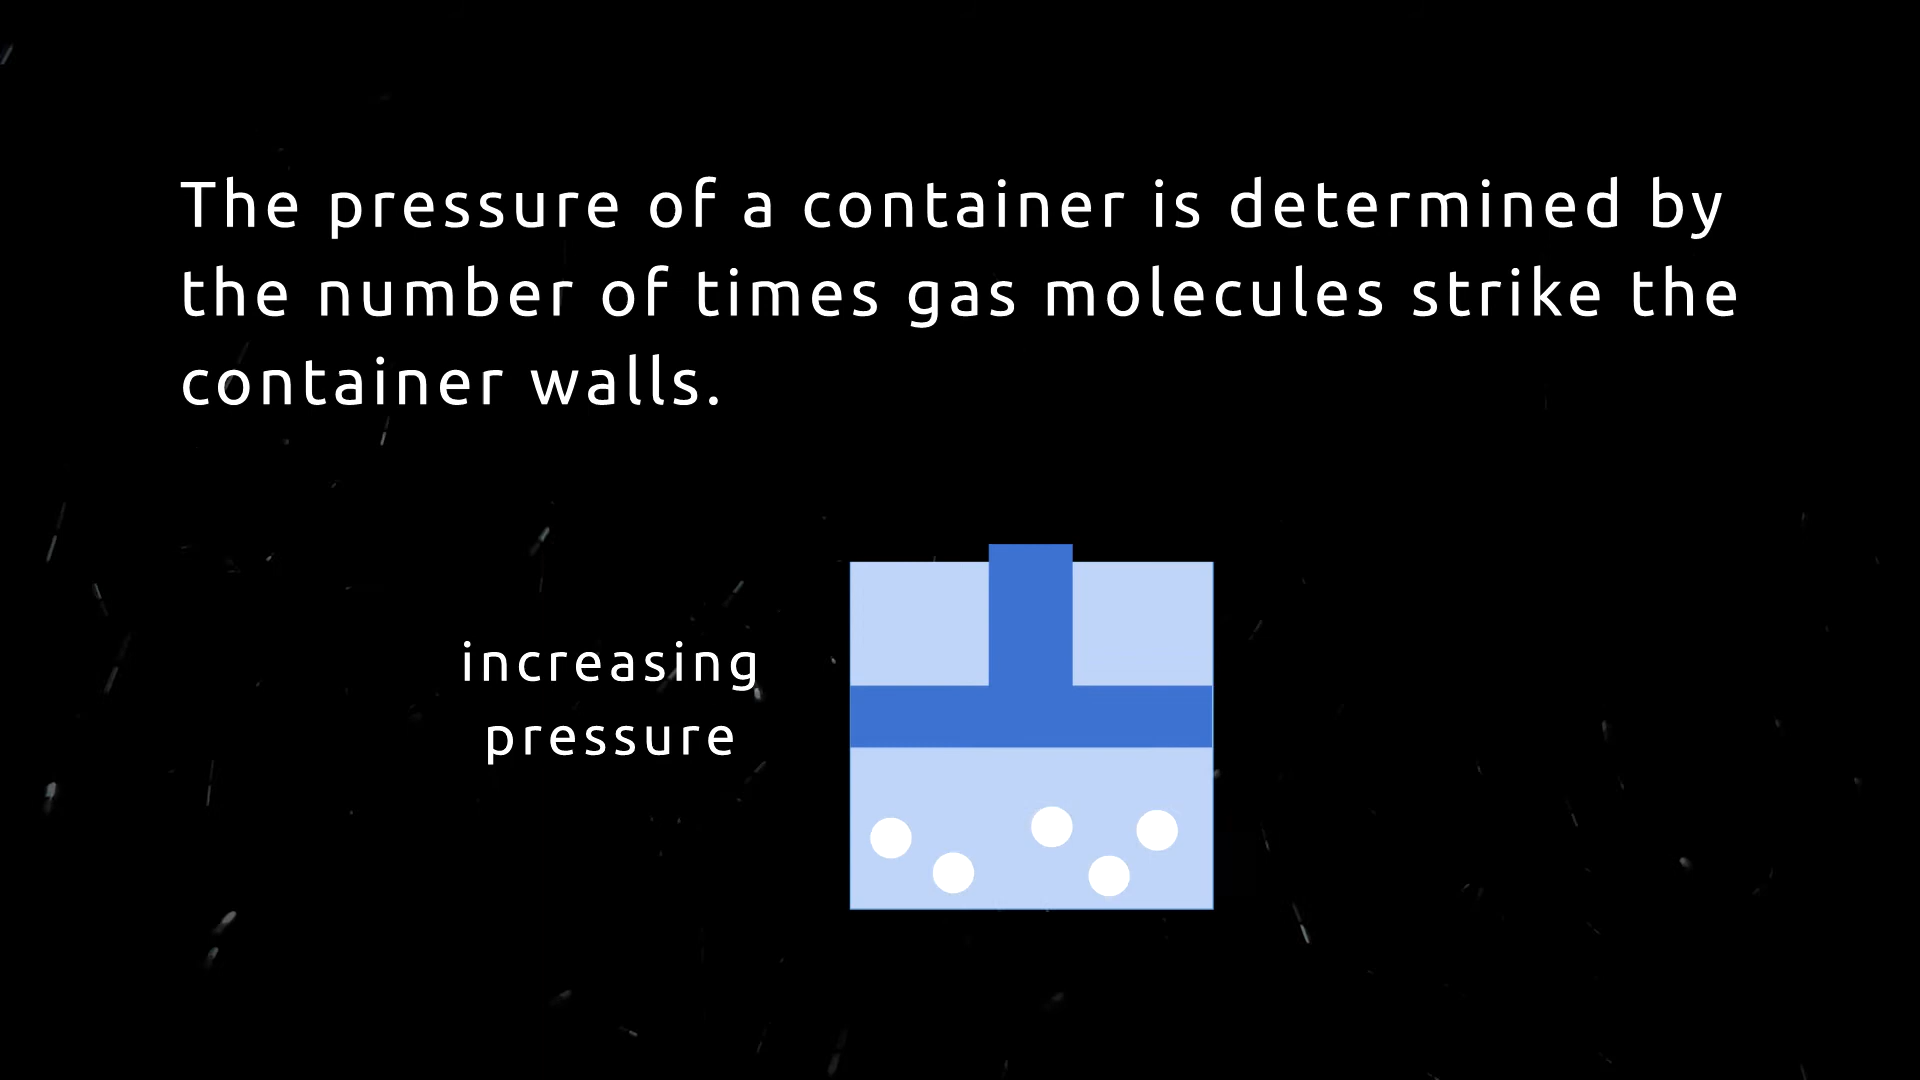 The pressure of a container is determined by
the number of times gas molecules strike the
container walls.
increasing
pressure